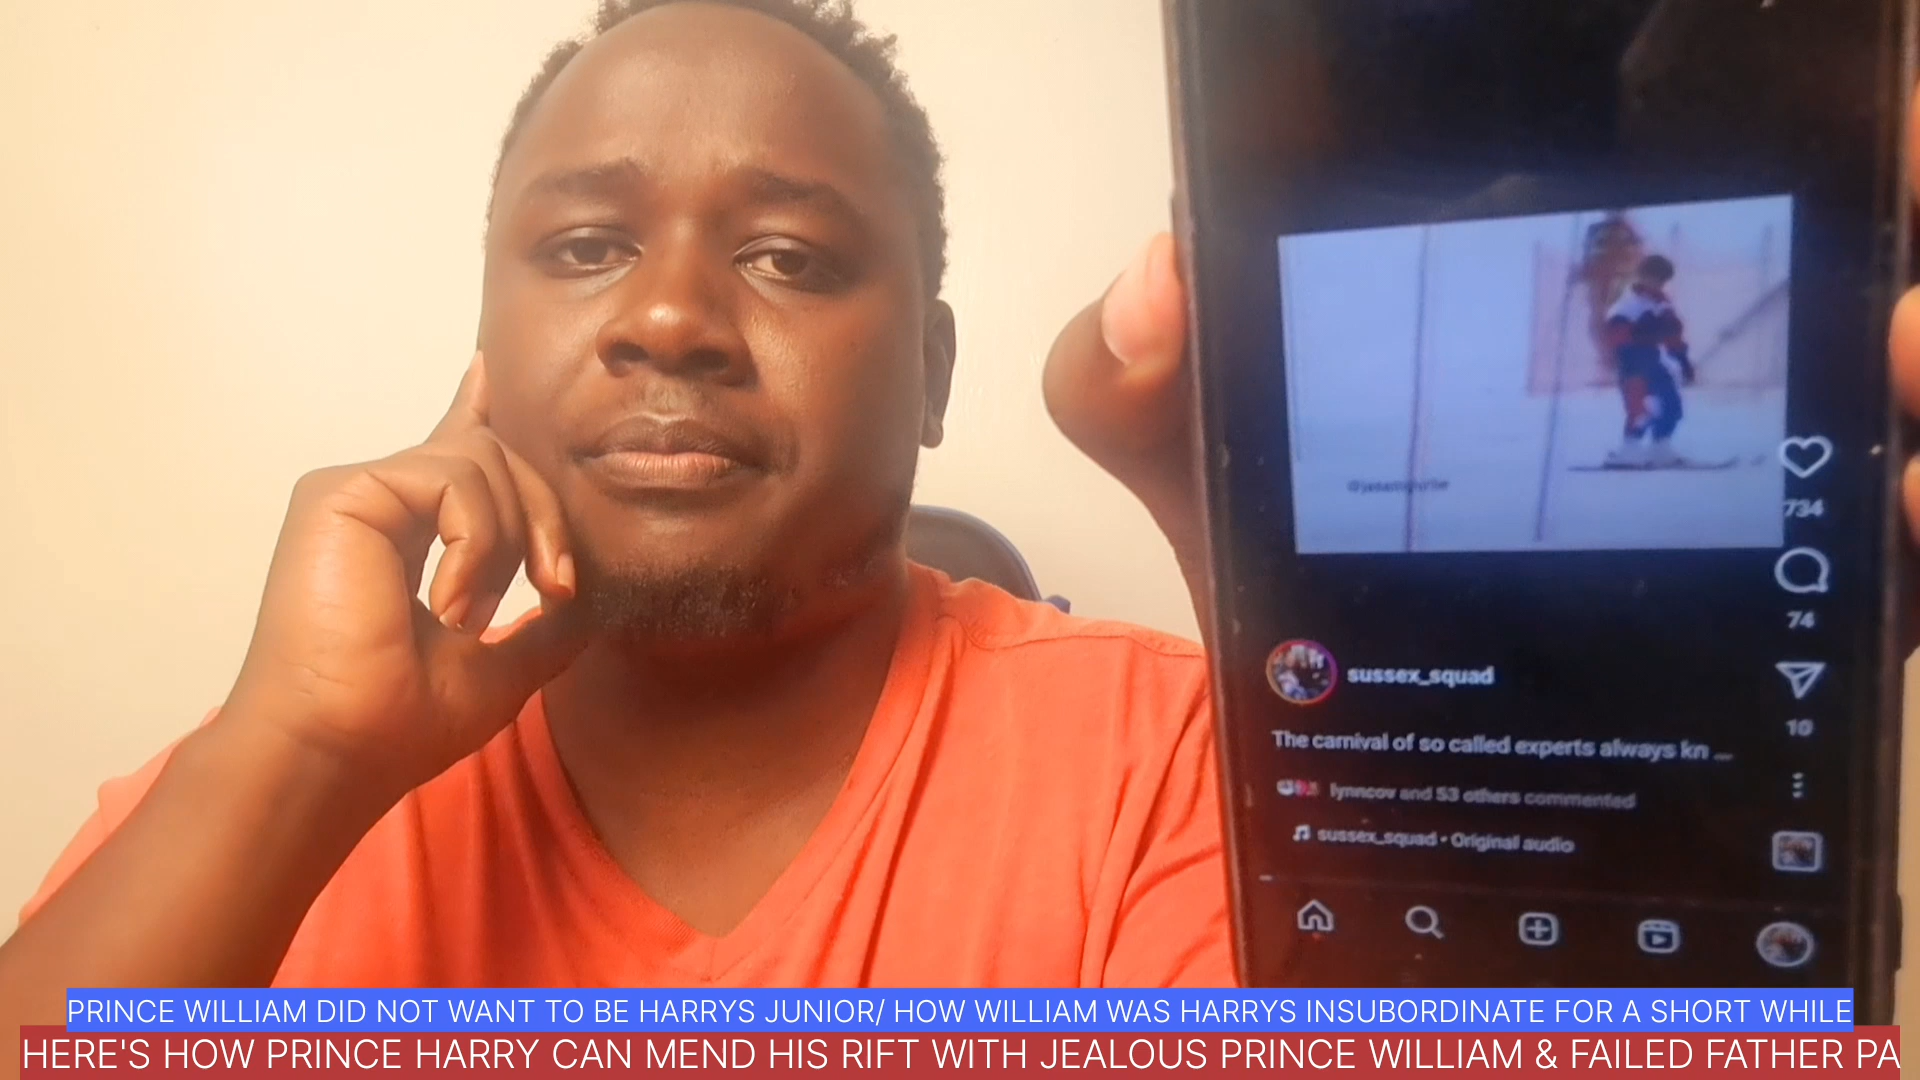 734
74
sussex_squad
10
The carnival of so called experts always kn ...
lynncov and 53 others commented
sussex_squad • Original audio
PRINCE WILLIAM DID NOT WANT TO BE HARRYS JUNIOR/ HOW WILLIAM WAS HARRYS INSUBORDINATE FOR A SHORT WHILE
HERE'S HOW PRINCE HARRY CAN MEND HIS RIFT WITH JEALOUS PRINCE WILLIAM & FAILED FATHER PA